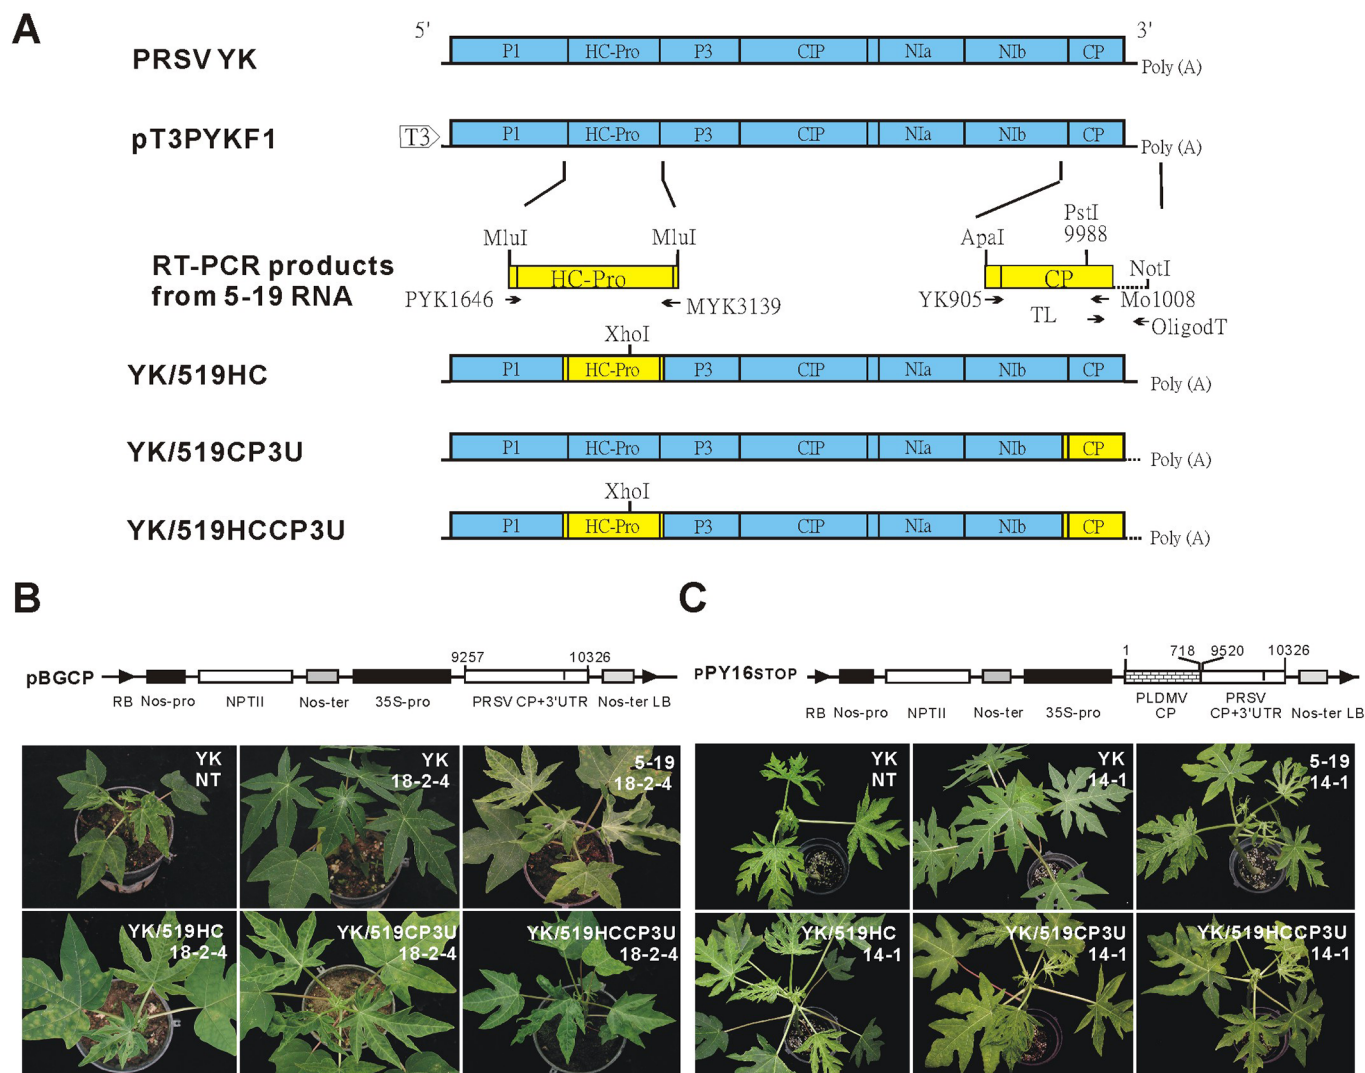 A
5' 3'
PRSV YK P1 HC-Pro P3 CIP NIa NIb CP Poly (A)
pT3PYKF1 T3 P1 HC-Pro P3 CIP NIa NIb CP Poly (A)
PstI
MluI MluI ApaI 9988
RT-PCR products HC-Pro CP NotI
from 5-19 RNA PYK1646 MYK3139 YK905 Mo1008
TL OligodT
XhoI
YK/519HC P1 HC-Pro P3 CIP NIa NIb CP Poly (A)
YK/519CP3U P1 HC-Pro P3 CIP NIa NIb CP Poly (A)
XhoI
YK/519HCCP3U P1 HC-Pro P3 CIP NIa NIb CP Poly (A)
B
9257 10326
pBGCP
RB Nos-pro NPTII Nos-ter 35S-pro PRSV CP+3'UTR Nos-ter LB
YK
NT
YK
18-2-4
5-19
18-2-4
YK/519HC
18-2-4
YK/519CP3U
18-2-4
YK/519HCCP3U
18-2-4
C
1 718 9520 10326
pPY16STOP
RB Nos-pro NPTII Nos-ter 35S-pro PLDMV PRSV
CP CP+3'UTR Nos-ter LB
YK
NT
YK
14-1
5-19
14-1
YK/519HC
14-1
YK/519CP3U
14-1
YK/519HCCP3U
14-1